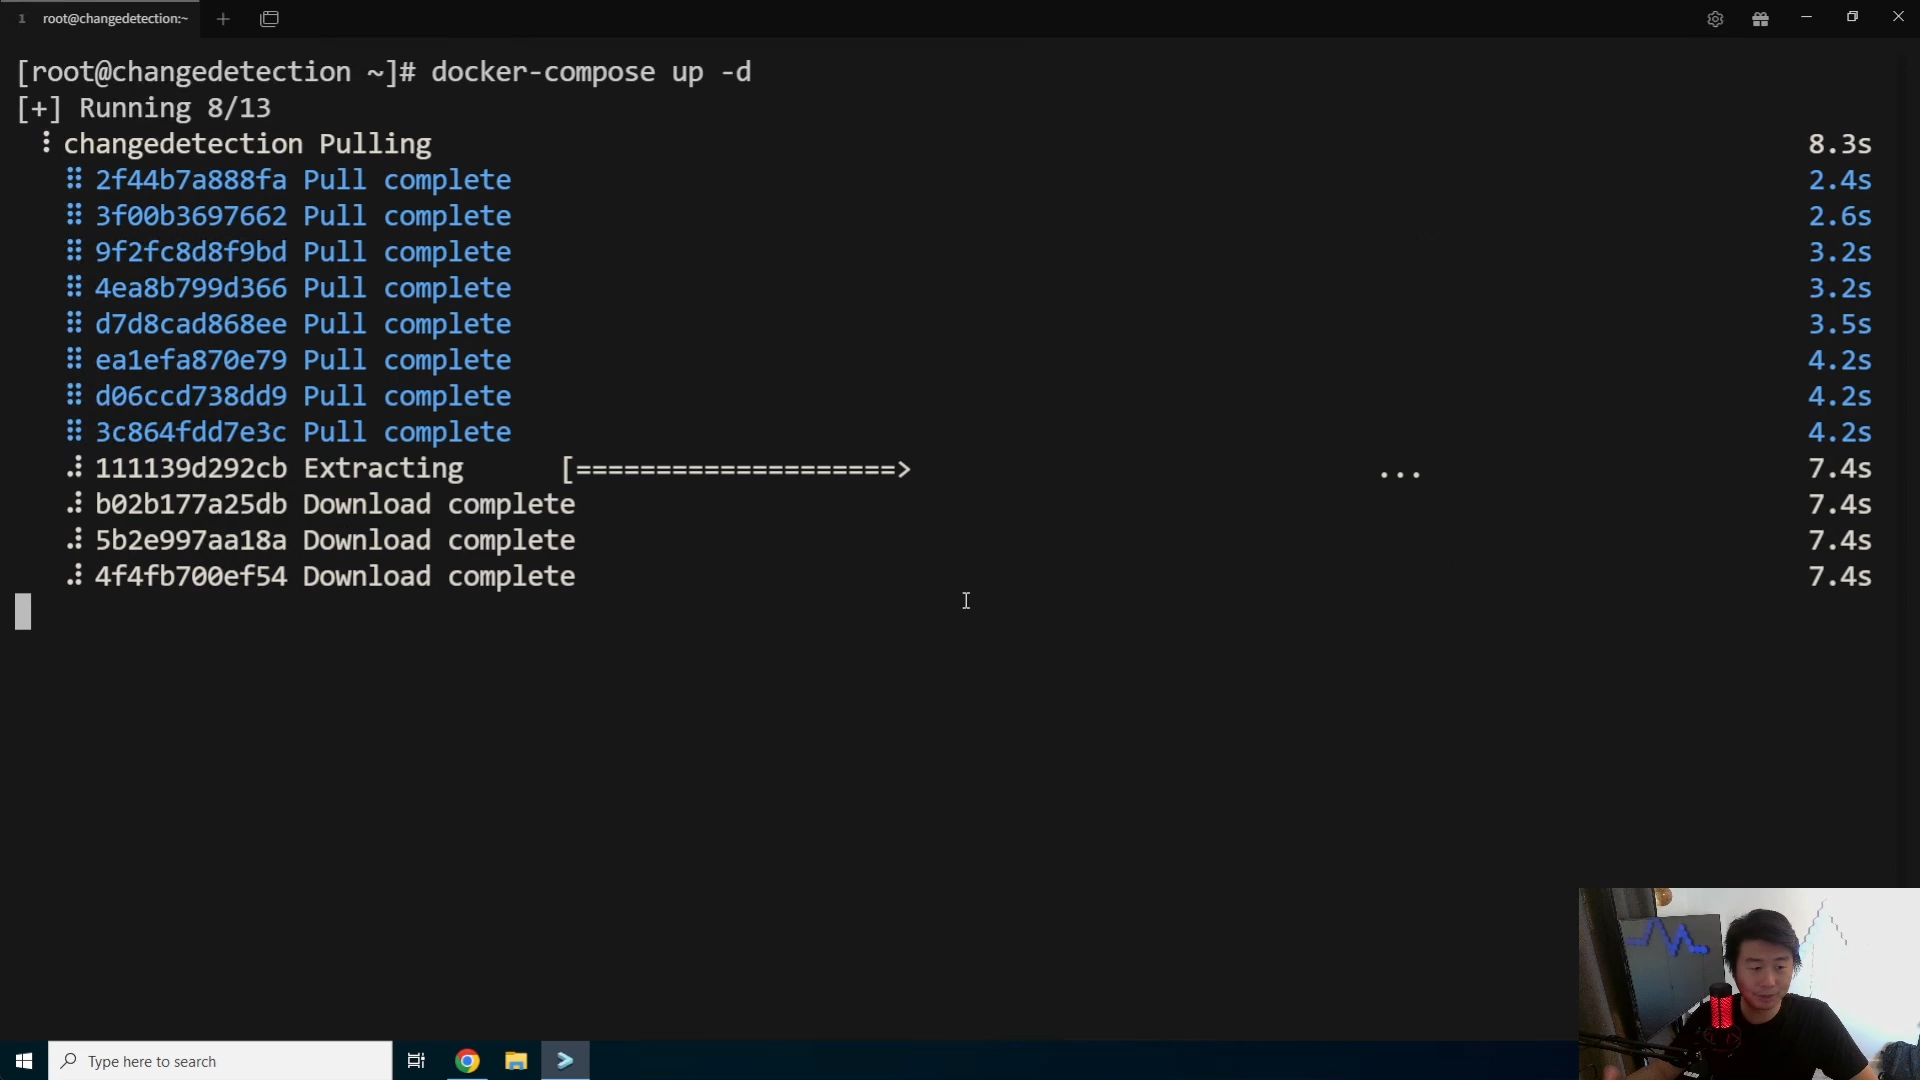 1 root@changedetection:~
[root@changedetection ~]# docker-compose up -d
[+] Running 8/13
⠸ changedetection Pulling 8.3s
⠿ 2f44b7a888fa Pull complete 2.4s
⠿ 3f00b3697662 Pull complete 2.6s
⠿ 9f2fc8d8f9bd Pull complete 3.2s
⠿ 4ea8b799d366 Pull complete 3.2s
⠿ d7d8cad868ee Pull complete 3.5s
⠿ ea1efa870e79 Pull complete 4.2s
⠿ d06ccd738dd9 Pull complete 4.2s
⠿ 3c864fdd7e3c Pull complete 4.2s
⠼ 111139d292cb Extracting [====================> ... 7.4s
⠼ b02b177a25db Download complete 7.4s
⠼ 5b2e997aa18a Download complete 7.4s
⠼ 4f4fb700ef54 Download complete 7.4s
Type here to search